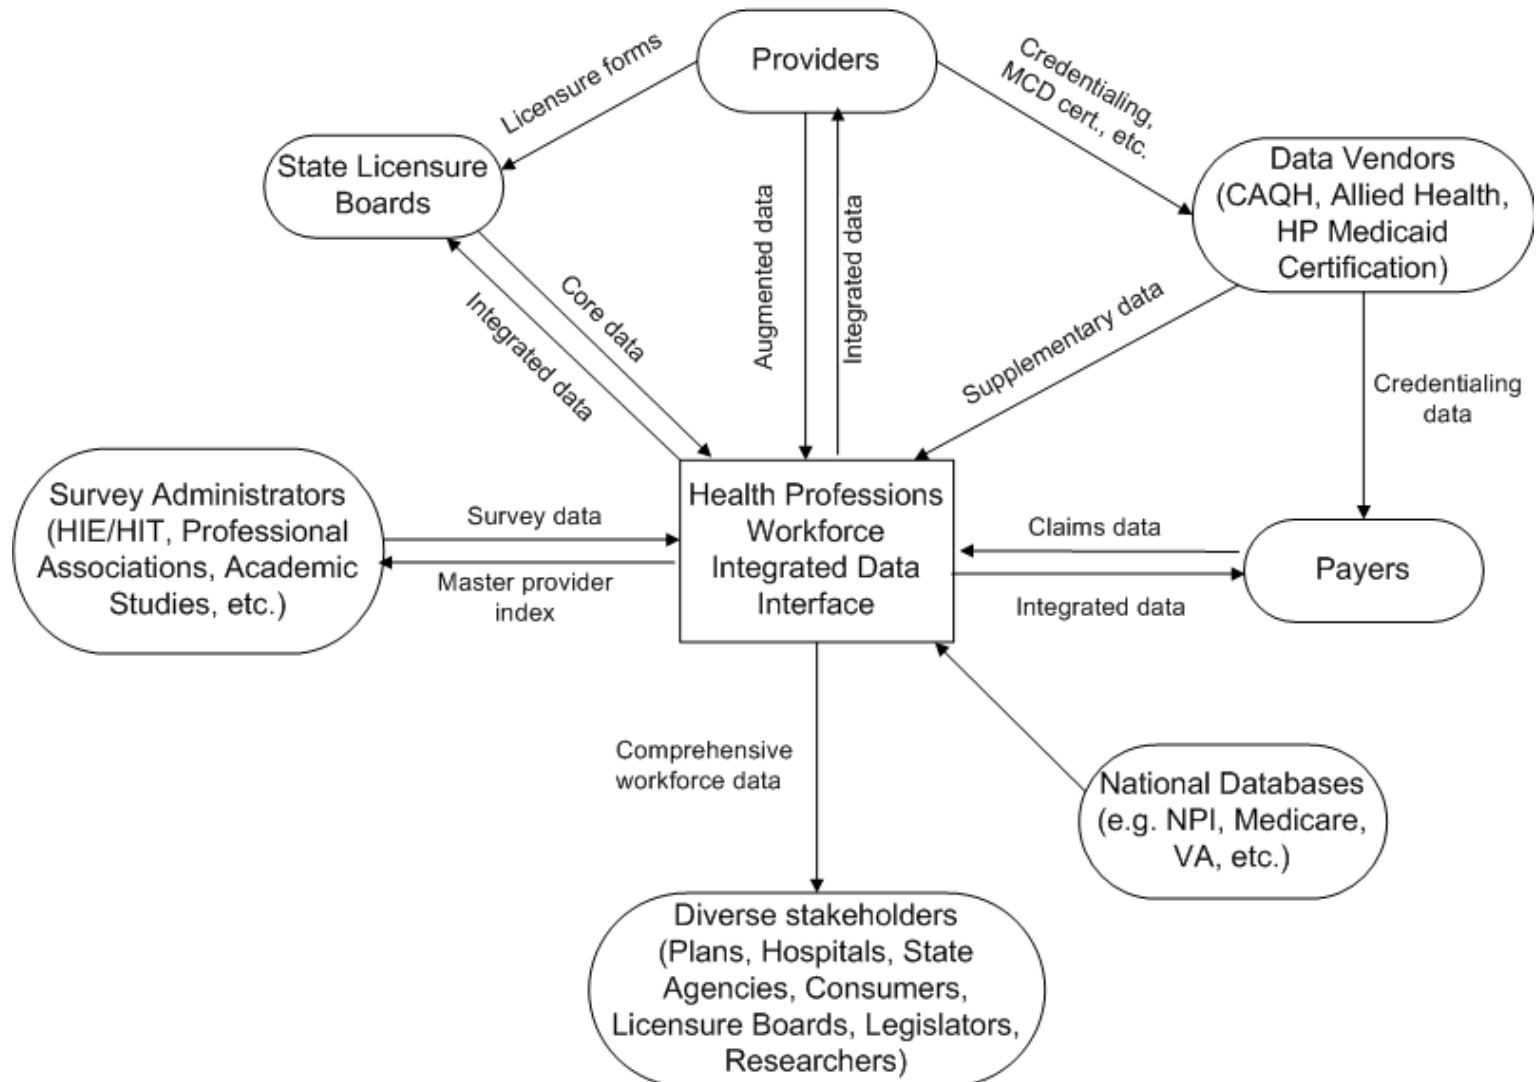 Providers
Licensure forms
Credentialing,
MCD cert., etc.
State Licensure
Boards
Data Vendors
(CAQH, Allied Health,
HP Medicaid
Certification)
Core data
Integrated data
Augmented data
Integrated data
Supplementary data
Credentialing
data
Survey Administrators
(HIE/HIT, Professional
Associations, Academic
Studies, etc.)
Survey data
Master provider
index
Health Professions
Workforce
Integrated Data
Interface
Claims data
Integrated data
Payers
Comprehensive
workforce data
National Databases
(e.g. NPI, Medicare,
VA, etc.)
Diverse stakeholders
(Plans, Hospitals, State
Agencies, Consumers,
Licensure Boards, Legislators,
Researchers)